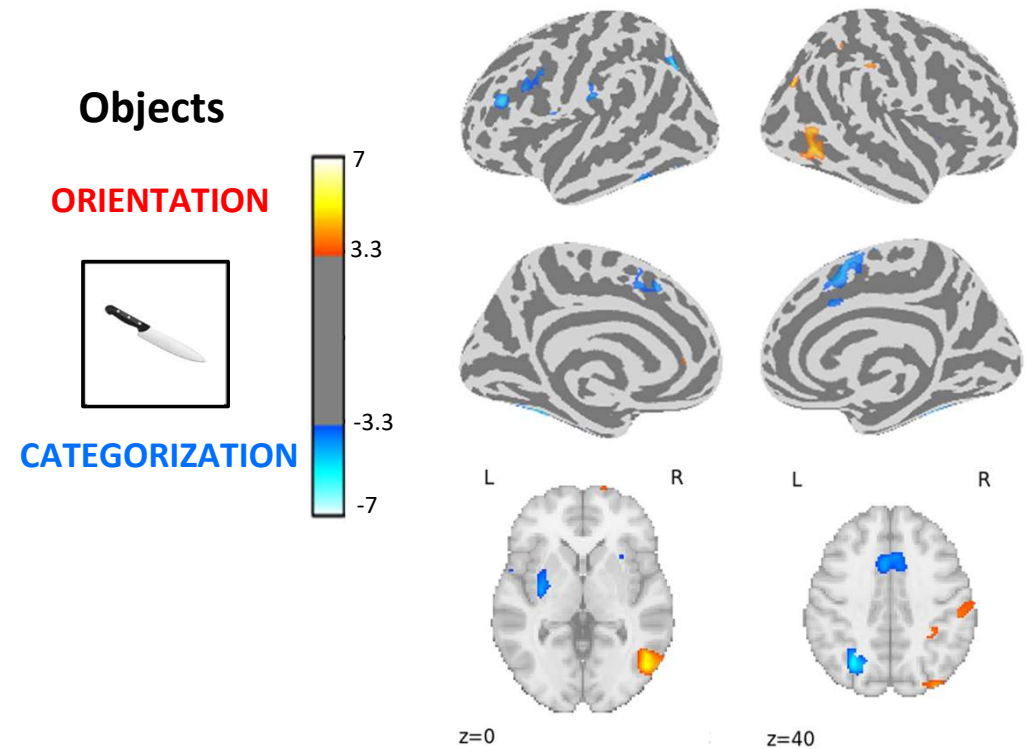 Objects
ORIENTATION
CATEGORIZATION
7
3.3
-3.3
-7
L R
L R
z=0
z=40